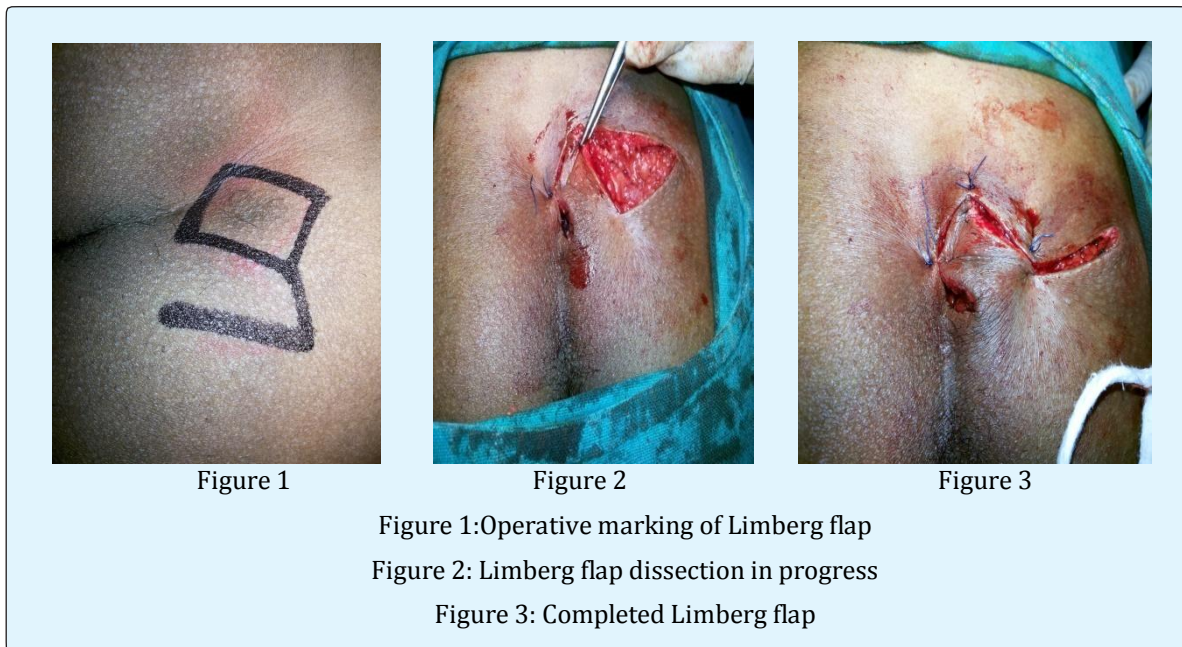 Figure 1
Figure 2
Figure 3
Figure 1:Operative marking of Limberg flap
Figure 2: Limberg flap dissection in progress
Figure 3: Completed Limberg flap